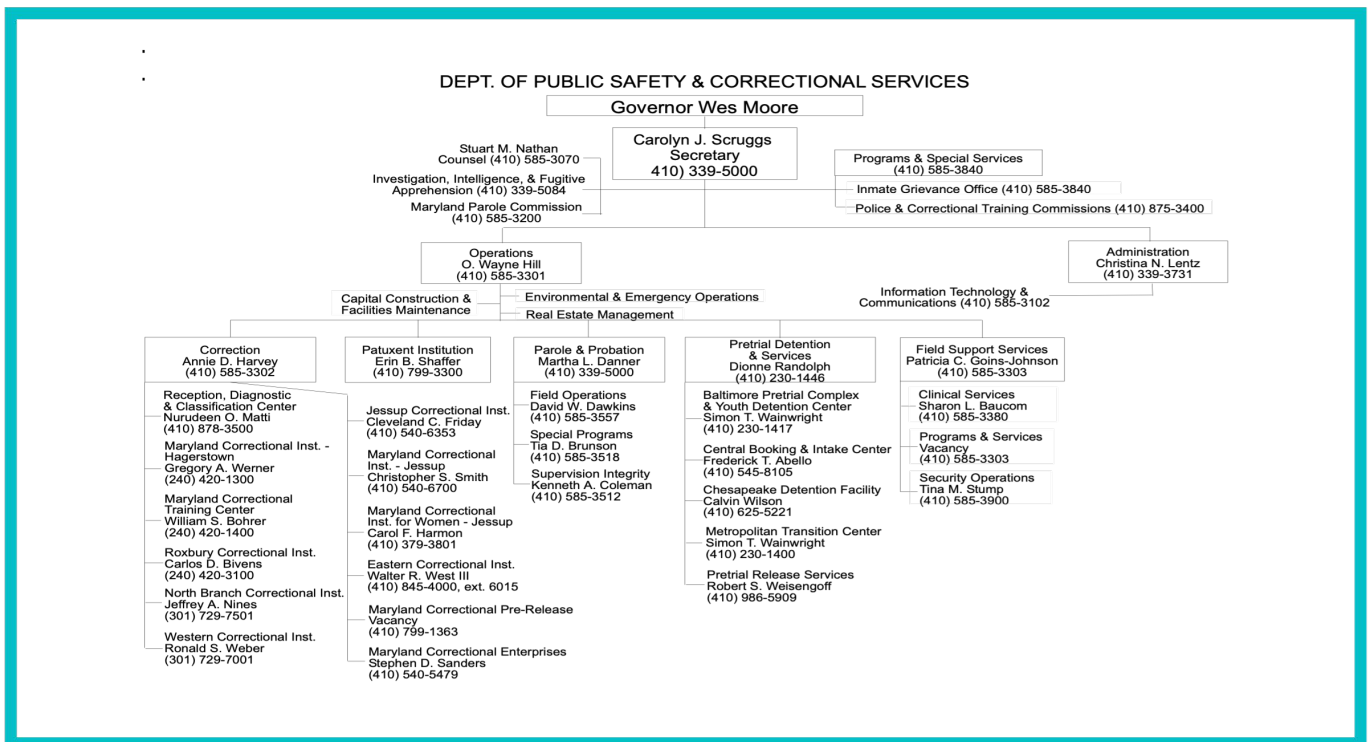 DEPT. OF PUBLIC SAFETY & CORRECTIONAL SERVICES
Governor Wes Moore
Carolyn J. Scruggs
Secretary
410) 339-5000
Stuart M. Nathan
Counsel (410) 585-3070
Investigation, Intelligence, & Fugitive
Apprehension (410) 339-5084
Maryland Parole Commission
(410) 585-3200
Programs & Special Services
(410) 585-3840
Inmate Grievance Office (410) 585-3840
Police & Correctional Training Commissions (410) 875-3400
Operations
O. Wayne Hill
(410) 585-3301
Administration
Christina N. Lentz
(410) 339-3731
Capital Construction &
Facilities Maintenance
Environmental & Emergency Operations
Real Estate Management
Information Technology &
Communications (410) 585-3102
Correction
Annie D. Harvey
(410) 585-3302
Patuxent Institution
Erin B. Shaffer
(410) 799-3300
Parole & Probation
Martha L. Danner
(410) 339-5000
Pretrial Detention
& Services
Dionne Randolph
(410) 230-1446
Field Support Services
Patricia C. Goins-Johnson
(410) 585-3303
Reception, Diagnostic
& Classification Center
Nurudeen O. Matti
(410) 878-3500
Maryland Correctional Inst. -
Hagerstown
Gregory A. Werner
(240) 420-1300
Maryland Correctional
Training Center
William S. Bohrer
(240) 420-1400
Roxbury Correctional Inst.
Carlos D. Bivens
(240) 420-3100
North Branch Correctional Inst.
Jeffrey A. Nines
(301) 729-7501
Western Correctional Inst.
Ronald S. Weber
(301) 729-7001
Jessup Correctional Inst.
Cleveland C. Friday
(410) 540-6353
Maryland Correctional
Inst. - Jessup
Christopher S. Smith
(410) 540-6700
Maryland Correctional
Inst. for Women - Jessup
Carol F. Harmon
(410) 379-3801
Eastern Correctional Inst.
Walter R. West III
(410) 845-4000, ext. 6015
Maryland Correctional Pre-Release
Vacancy
(410) 799-1363
Maryland Correctional Enterprises
Stephen D. Sanders
(410) 540-5479
Field Operations
David W. Dawkins
(410) 585-3557
Special Programs
Tia D. Brunson
(410) 585-3518
Supervision Integrity
Kenneth A. Coleman
(410) 585-3512
Baltimore Pretrial Complex
& Youth Detention Center
Simon T. Wainwright
(410) 230-1417
Central Booking & Intake Center
Frederick T. Abello
(410) 545-8105
Chesapeake Detention Facility
Calvin Wilson
(410) 625-5221
Metropolitan Transition Center
Simon T. Wainwright
(410) 230-1400
Pretrial Release Services
Robert S. Weisengoff
(410) 986-5909
Clinical Services
Sharon L. Baucom
(410) 585-3380
Programs & Services
Vacancy
(410) 585-3303
Security Operations
Tina M. Stump
(410) 585-3900